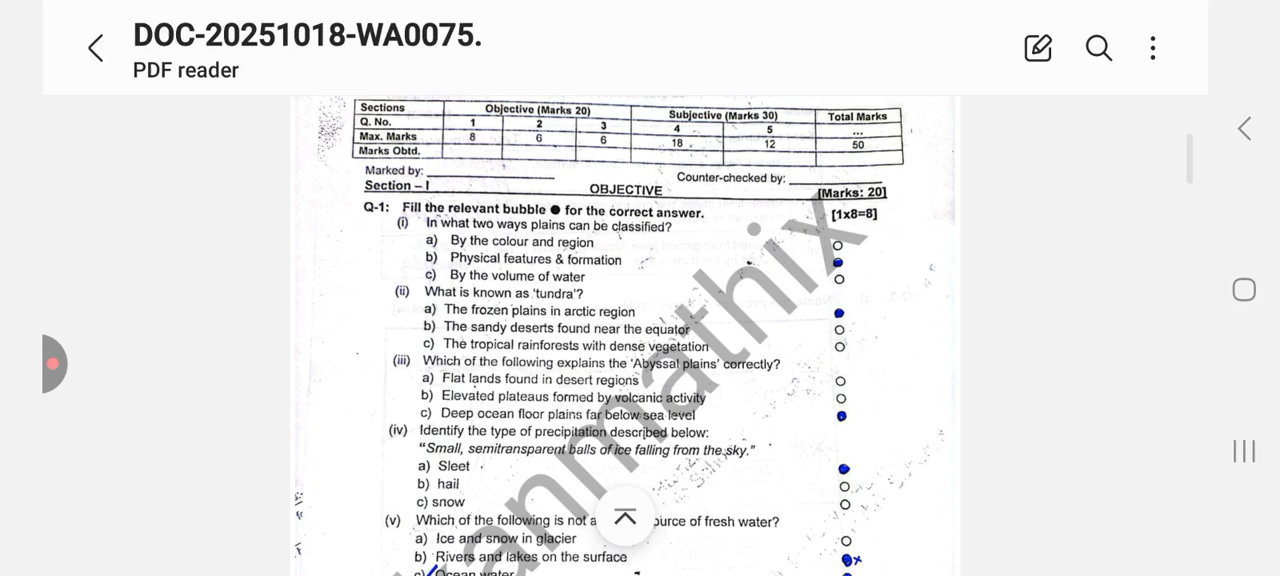 DOC-20251018-WA0075.
PDF reader
Sections Objective (Marks 20) Subjective (Marks 30) Total Marks
Q. No. 1 2 3 4 5 ...
Max. Marks 8 6 6 18 12 50
Marks Obtd.
Marked by: Counter-checked by:
Section – I OBJECTIVE [Marks: 20]
Q-1: Fill the relevant bubble ● for the correct answer. [1x8=8]
(i) In what two ways plains can be classified?
a) By the colour and region
b) Physical features & formation
c) By the volume of water
(ii) What is known as 'tundra'?
a) The frozen plains in arctic region
b) The sandy deserts found near the equator
c) The tropical rainforests with dense vegetation
(iii) Which of the following explains the 'Abyssal plains' correctly?
a) Flat lands found in desert regions
b) Elevated plateaus formed by volcanic activity
c) Deep ocean floor plains far below sea level
(iv) Identify the type of precipitation described below:
"Small, semitransparent balls of ice falling from the sky."
a) Sleet
b) hail
c) snow
(v) Which of the following is not a ource of fresh water?
a) Ice and snow in glacier
b) Rivers and lakes on the surface
c) Ocean water
anmathix